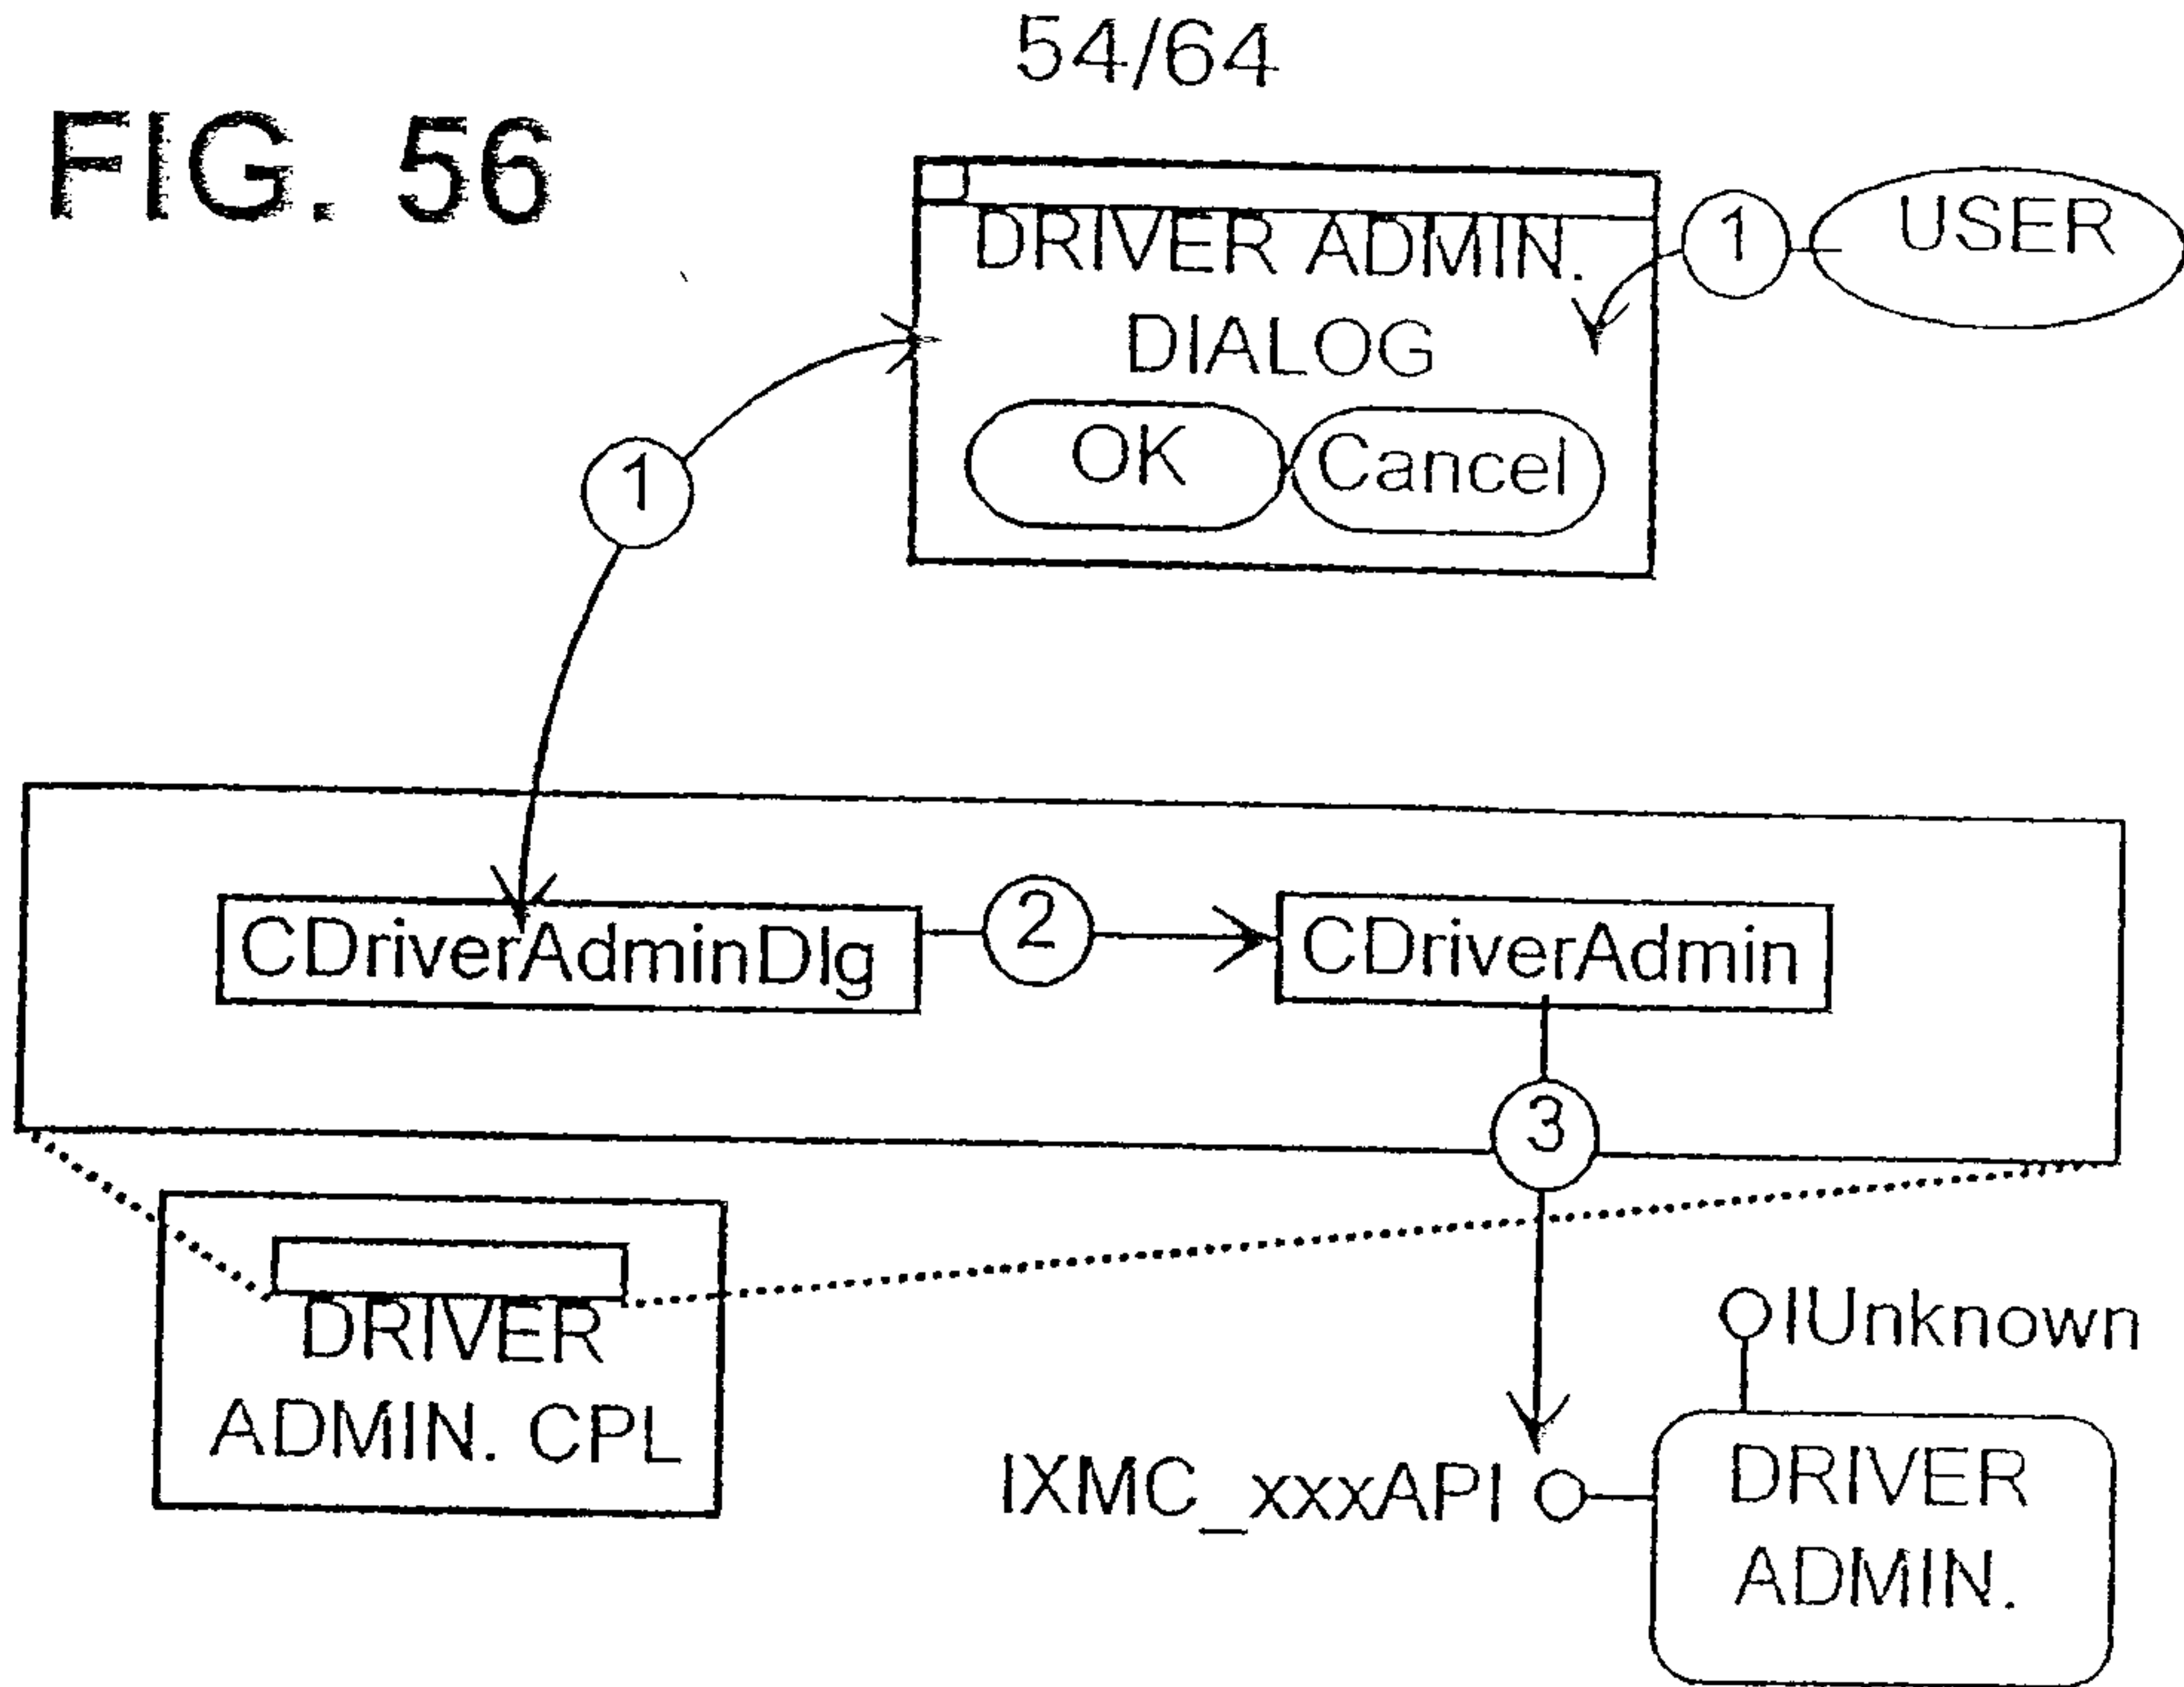 54/64
FIG. 56
DRIVER ADMIN.
DIALOG
OK
Cancel
1
USER
1
CDriverAdminDlg
2
CDriverAdmin
3
DRIVER
ADMIN. CPL
IUnknown
IXMC_xxxAPI
DRIVER
ADMIN.